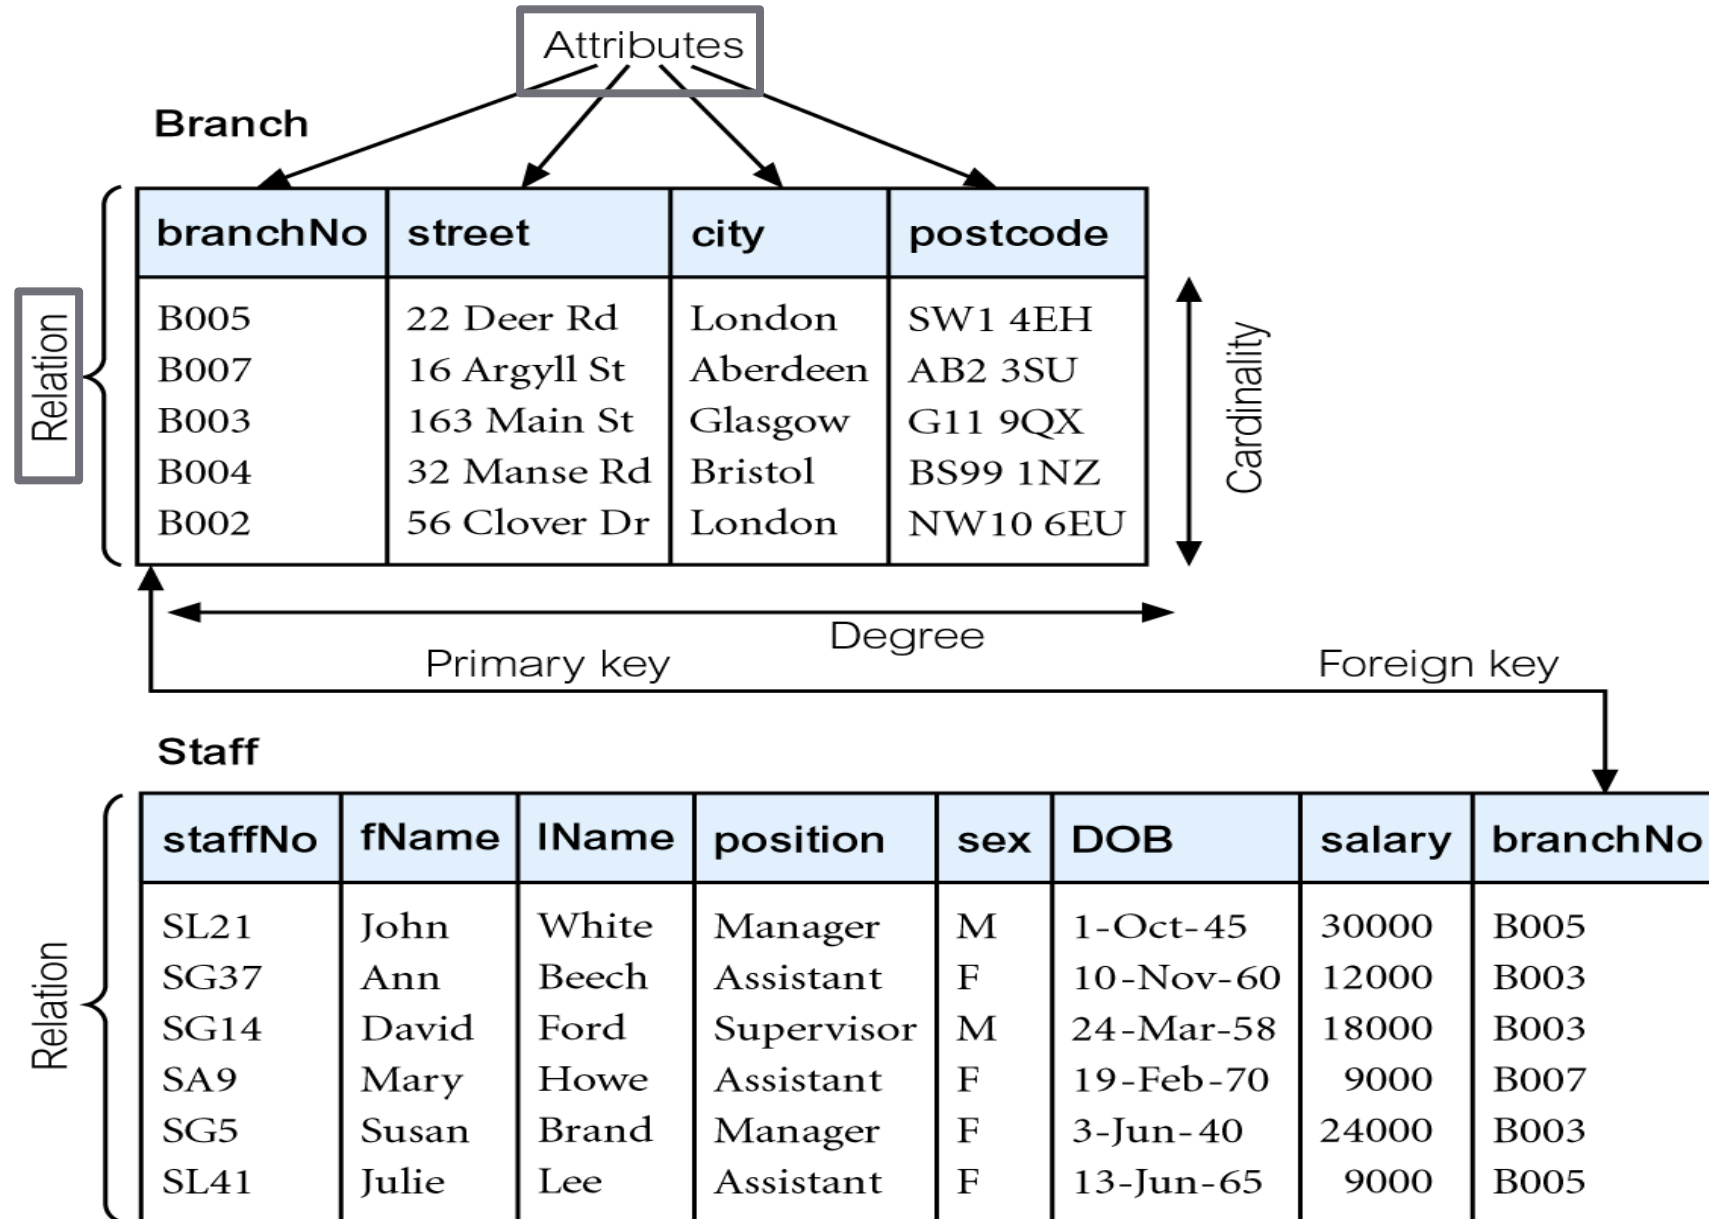 Attributes
Branch
branchNo street city postcode
B005 22 Deer Rd London SW1 4EH
B007 16 Argyll St Aberdeen AB2 3SU
B003 163 Main St Glasgow G11 9QX
B004 32 Manse Rd Bristol BS99 1NZ
B002 56 Clover Dr London NW10 6EU
Relation
Cardinality
Degree
Primary key
Foreign key
Staff
staffNo fName lName position sex DOB salary branchNo
SL21 John White Manager M 1-Oct-45 30000 B005
SG37 Ann Beech Assistant F 10-Nov-60 12000 B003
SG14 David Ford Supervisor M 24-Mar-58 18000 B003
SA9 Mary Howe Assistant F 19-Feb-70 9000 B007
SG5 Susan Brand Manager F 3-Jun-40 24000 B003
SL41 Julie Lee Assistant F 13-Jun-65 9000 B005
Relation